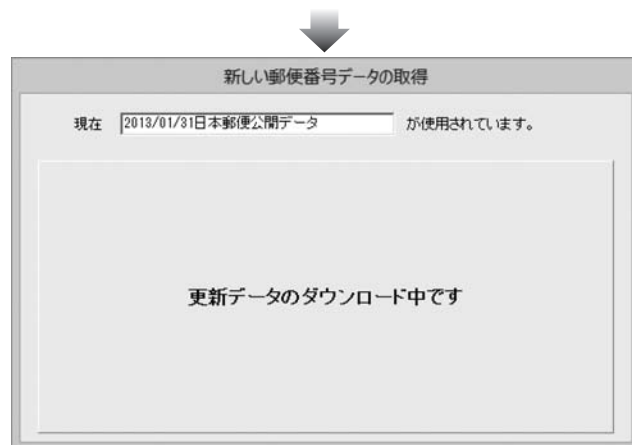 新しい郵便番号データの取得
現在 2013/01/31日本郵便公開データ が使用されています。
更新データのダウンロード中です